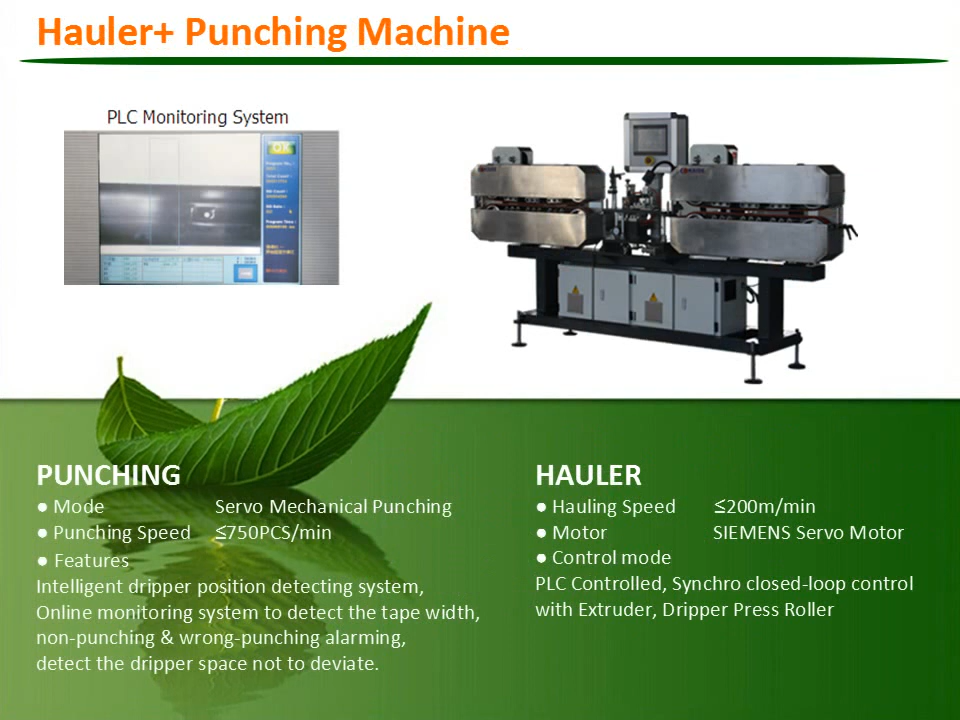 Hauler+ Punching Machine
PLC Monitoring System
OK
PUNCHING
● Mode Servo Mechanical Punching
● Punching Speed ≤750PCS/min
● Features
Intelligent dripper position detecting system,
Online monitoring system to detect the tape width,
non-punching & wrong-punching alarming,
detect the dripper space not to deviate.
HAULER
● Hauling Speed ≤200m/min
● Motor SIEMENS Servo Motor
● Control mode
PLC Controlled, Synchro closed-loop control
with Extruder, Dripper Press Roller